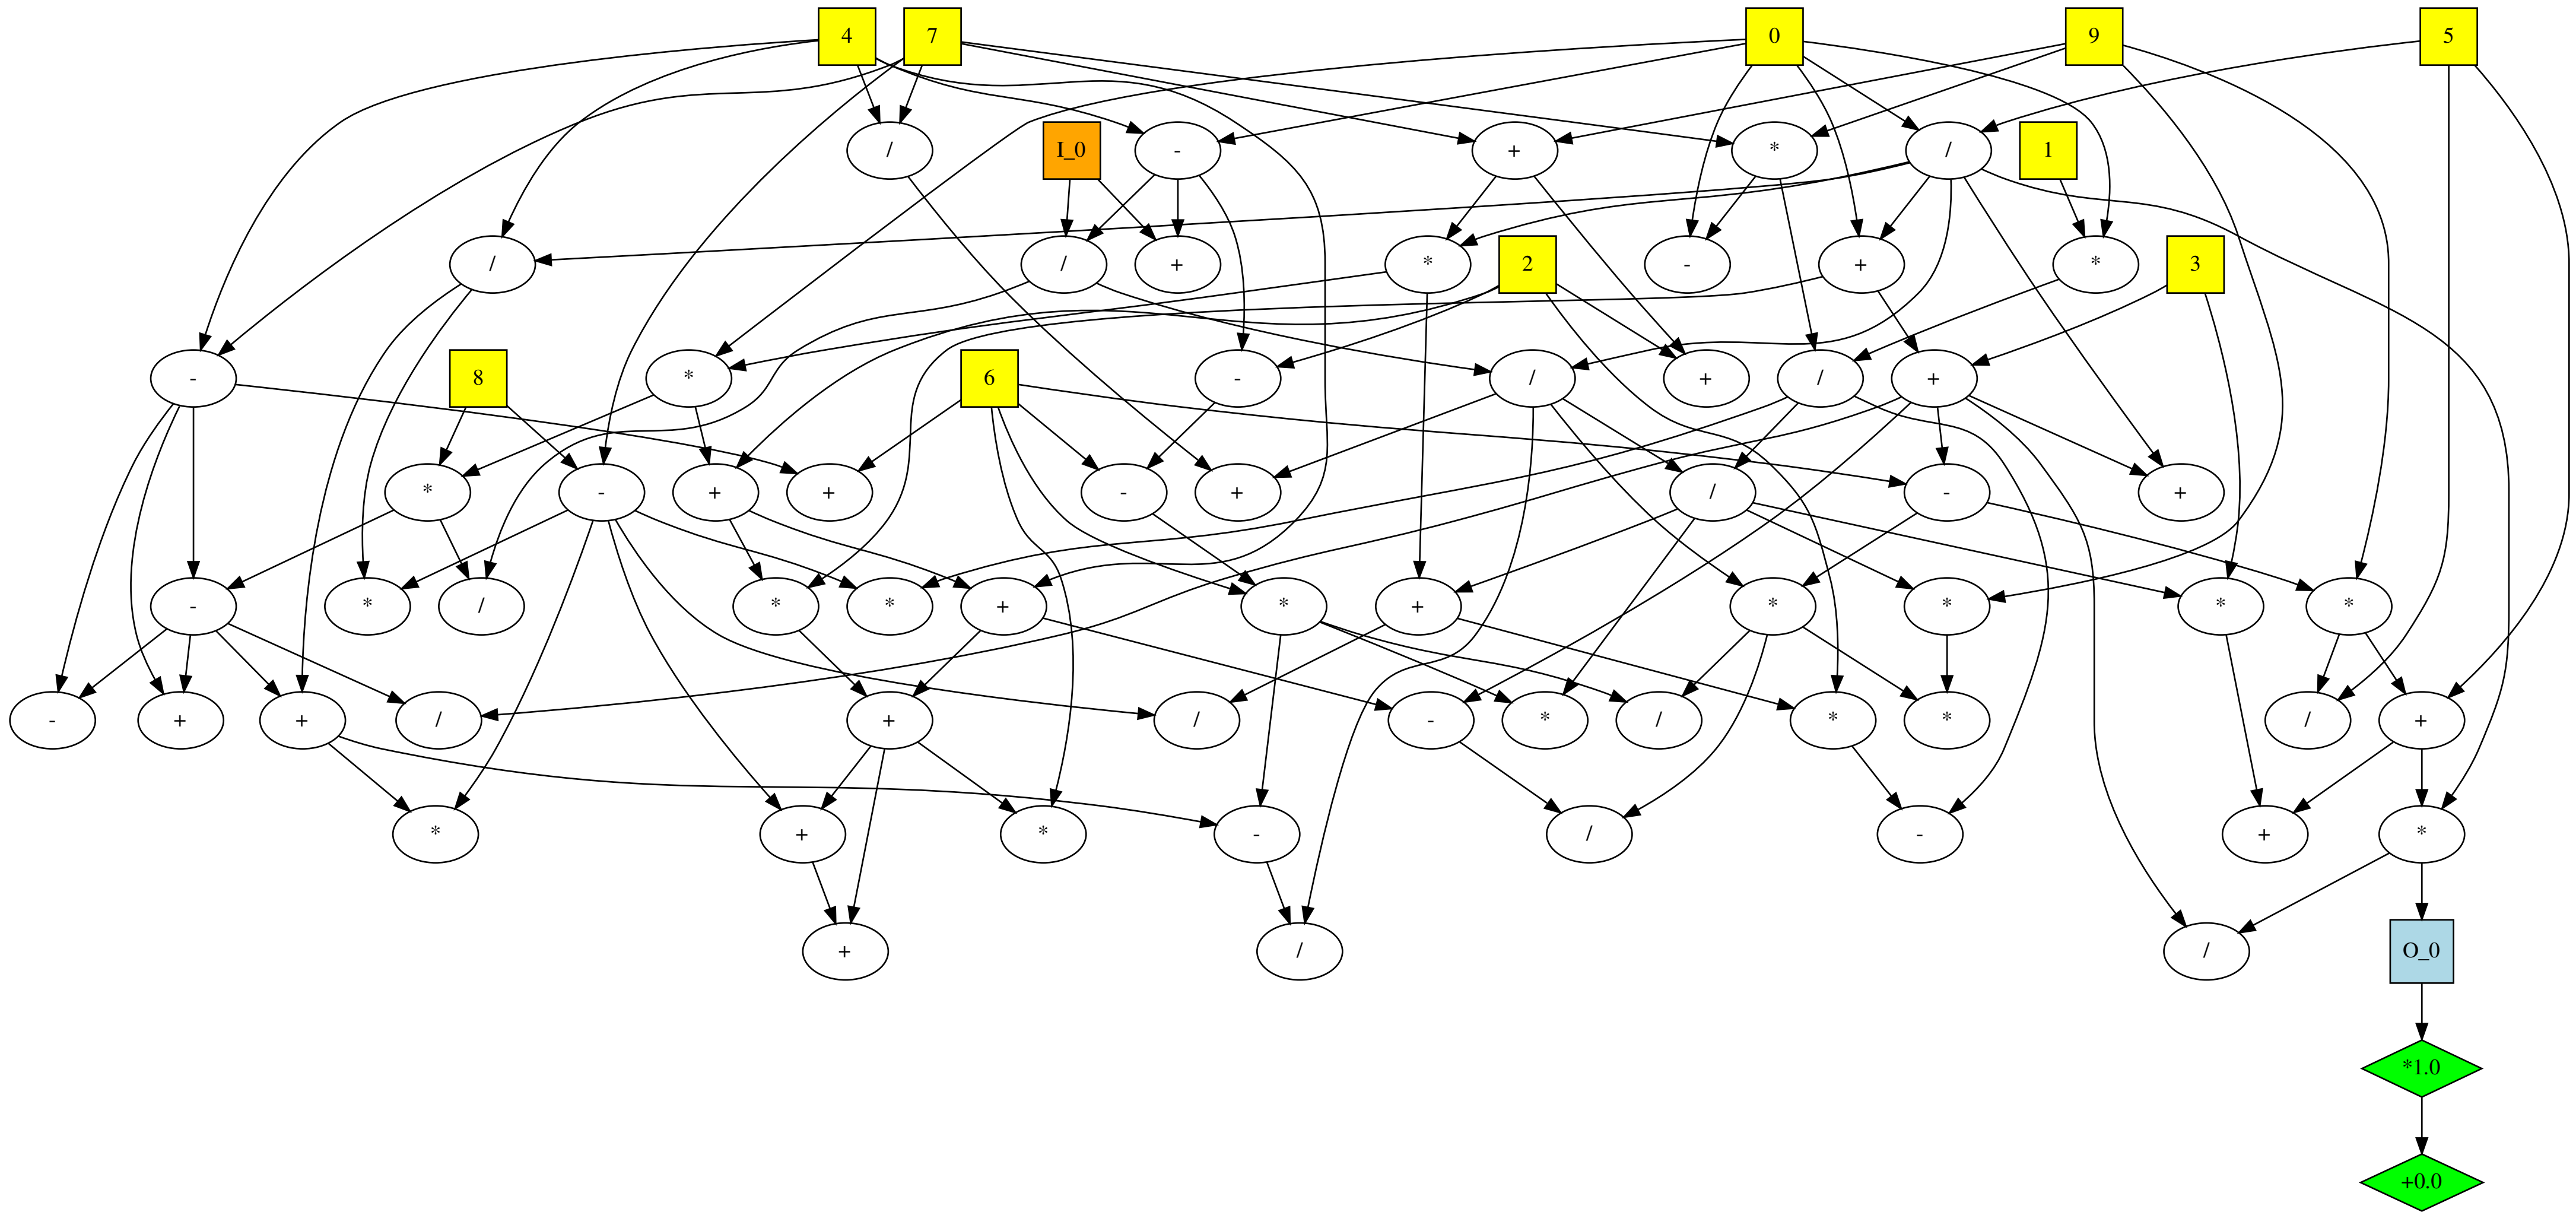 4 7 0 9 5
/ I_0 - + * / 1
/ / + * 2 - + * 3
- 8 * 6 - / + / +
* - + + - + / - +
- * / * * + * + * * * *
- + + / + / - * / * * / +
* + * - / - + *
+ / / O_0
*1.0
+0.0